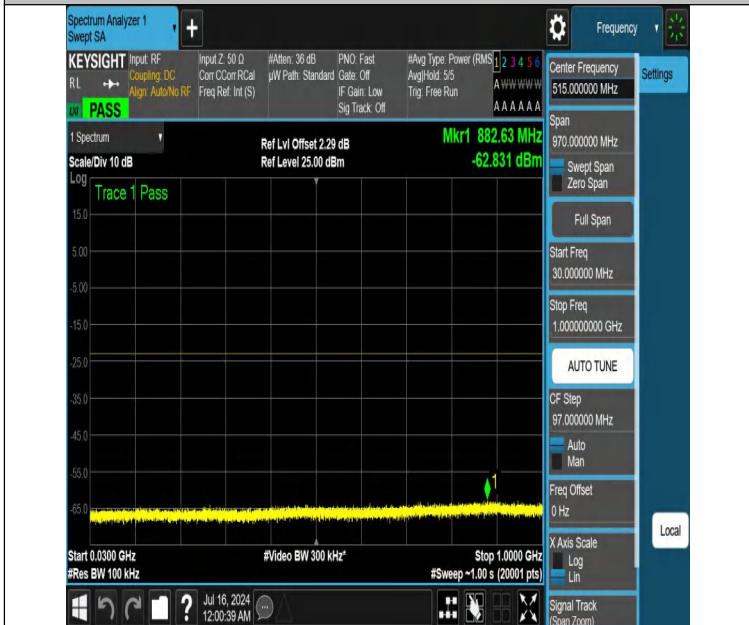 Spectrum Analyzer 1
Swept SA
+
Frequency
KEYSIGHT
RL
LXI
PASS
Input: RF
Coupling: DC
Align: Auto/No RF
Input Z: 50 Ω
Corr CCorr RCal
Freq Ref: Int (S)
#Atten: 36 dB
µW Path: Standard
PNO: Fast
Gate: Off
IF Gain: Low
Sig Track: Off
#Avg Type: Power (RMS
Avg|Hold: 5/5
Trig: Free Run
1 2 3 4 5 6
A W W W W W
A A A A A A
1 Spectrum
Scale/Div 10 dB
Ref Lvl Offset 2.29 dB
Ref Level 25.00 dBm
Mkr1 882.63 MHz
-62.831 dBm
Log
Trace 1 Pass
15.0
5.00
-5.00
-15.0
-25.0
-35.0
-45.0
-55.0
-65.0
1
Start 0.0300 GHz
#Res BW 100 kHz
#Video BW 300 kHz*
Stop 1.0000 GHz
#Sweep ~1.00 s (20001 pts)
?
Jul 16, 2024
12:00:39 AM
Center Frequency
515.000000 MHz
Settings
Span
970.000000 MHz
Swept Span
Zero Span
Full Span
Start Freq
30.000000 MHz
Stop Freq
1.000000000 GHz
AUTO TUNE
CF Step
97.000000 MHz
Auto
Man
Freq Offset
0 Hz
X Axis Scale
Log
Lin
Local
Signal Track
(Span Zoom)